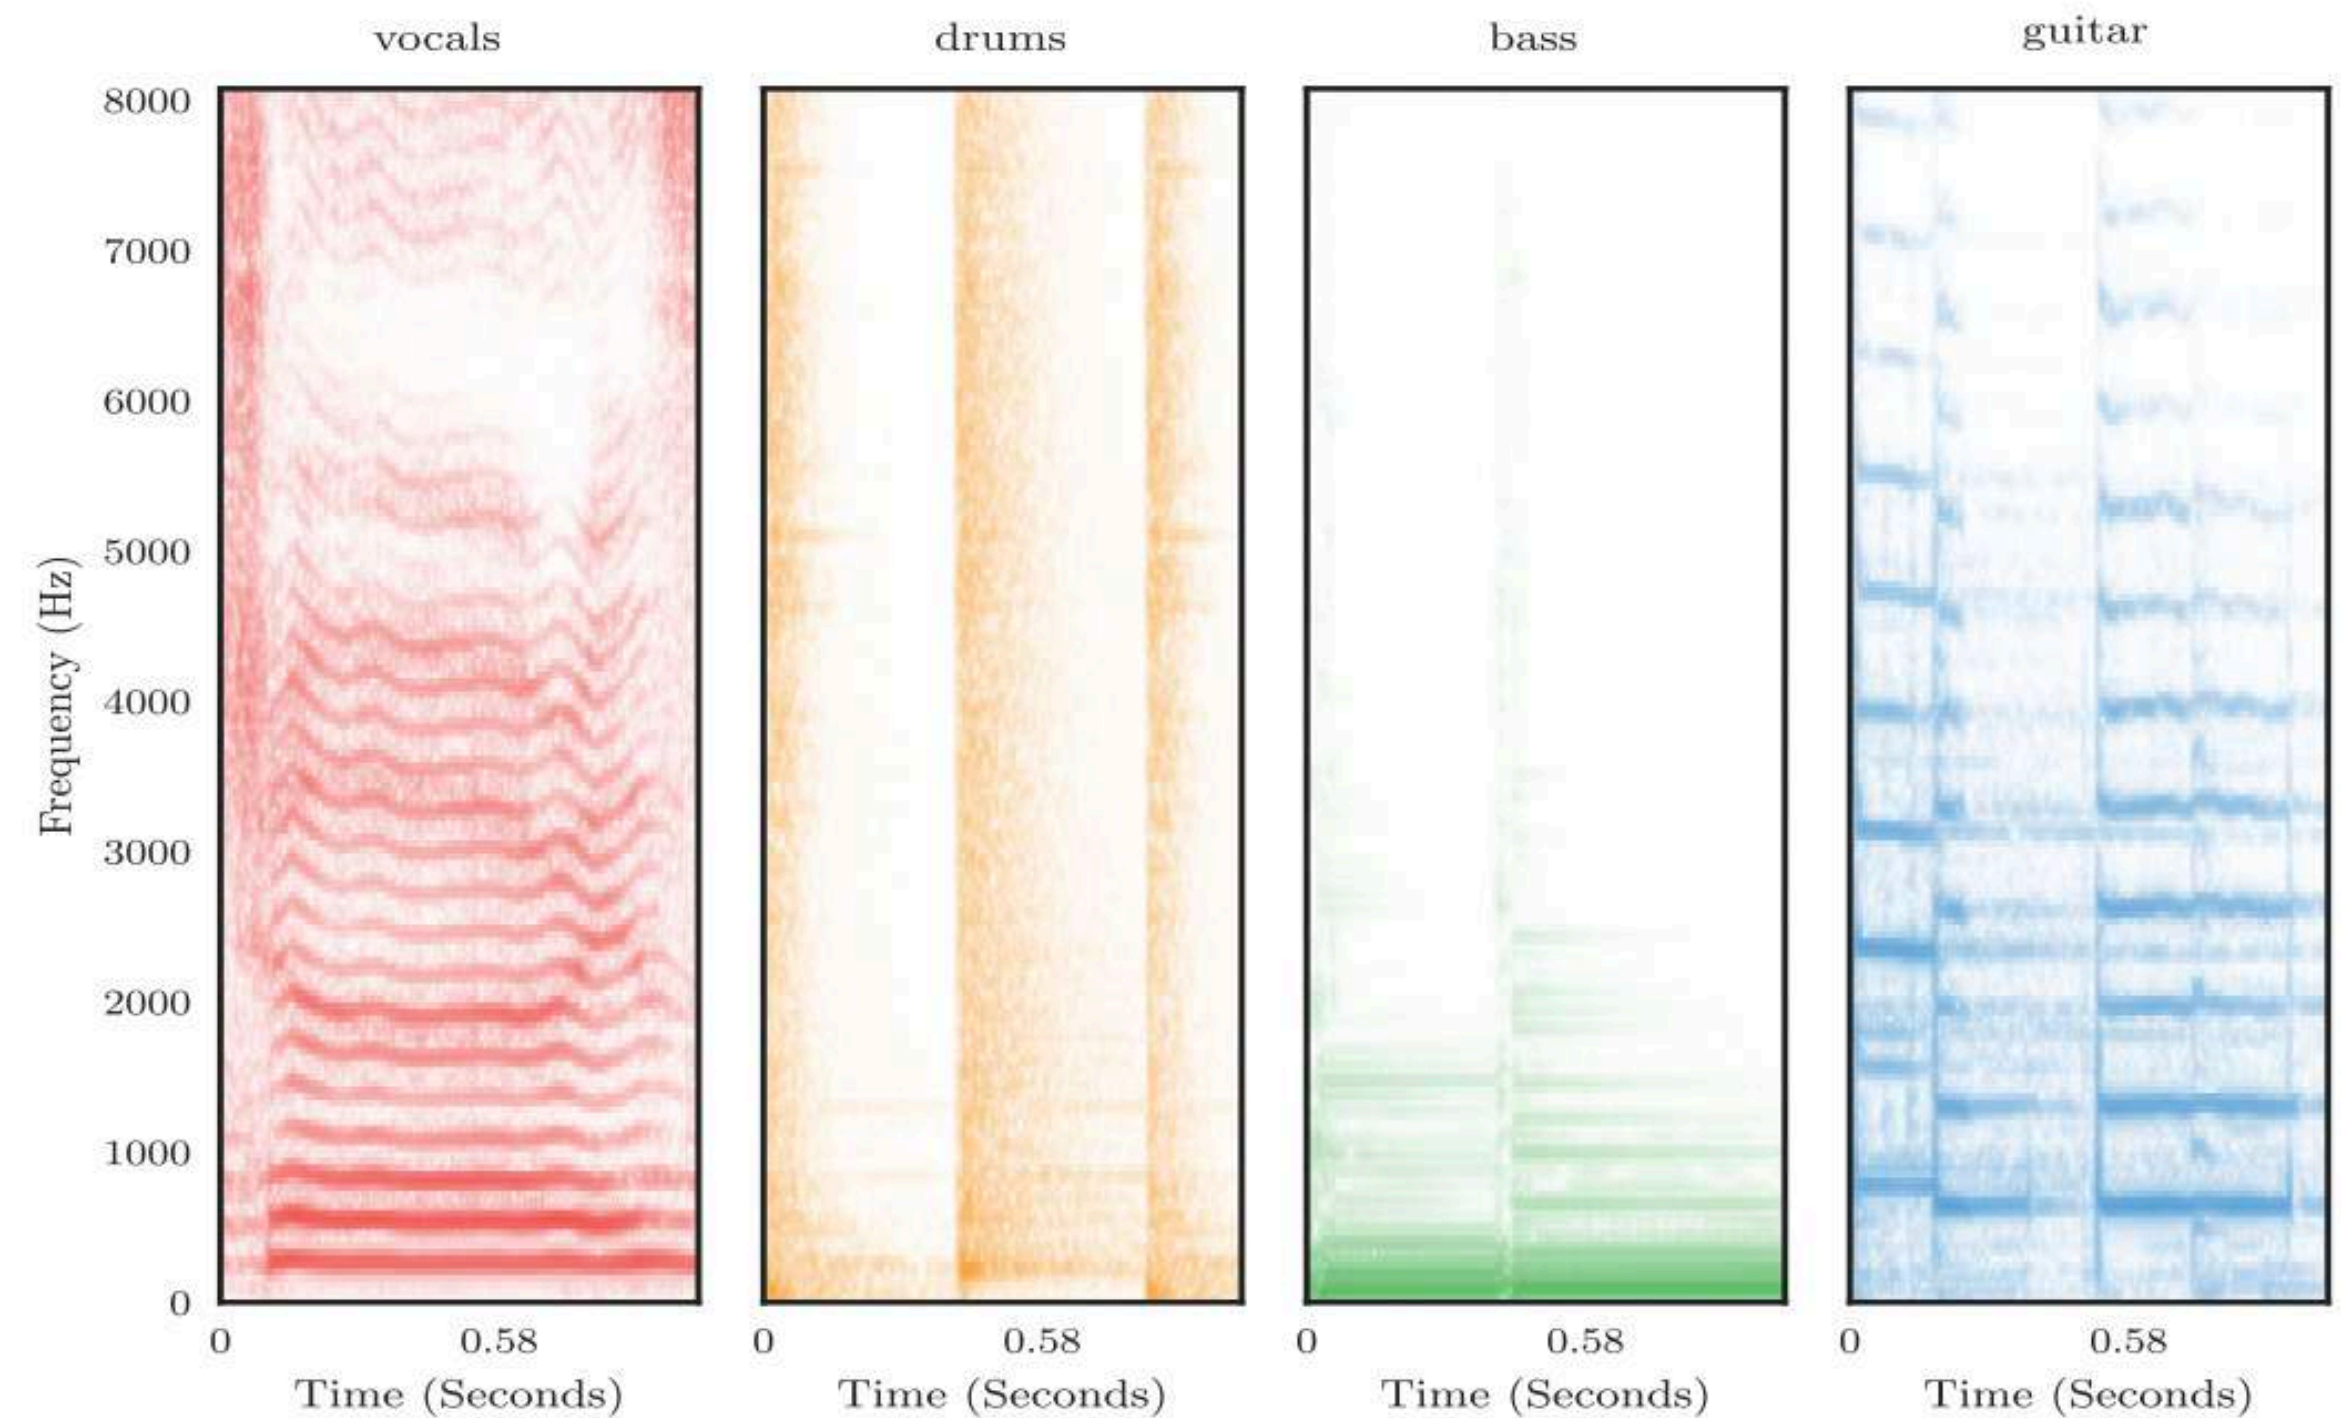 vocals
drums
bass
guitar
Frequency (Hz)
8000
7000
6000
5000
4000
3000
2000
1000
0
0 0.58
Time (Seconds)
0 0.58
Time (Seconds)
0 0.58
Time (Seconds)
0 0.58
Time (Seconds)